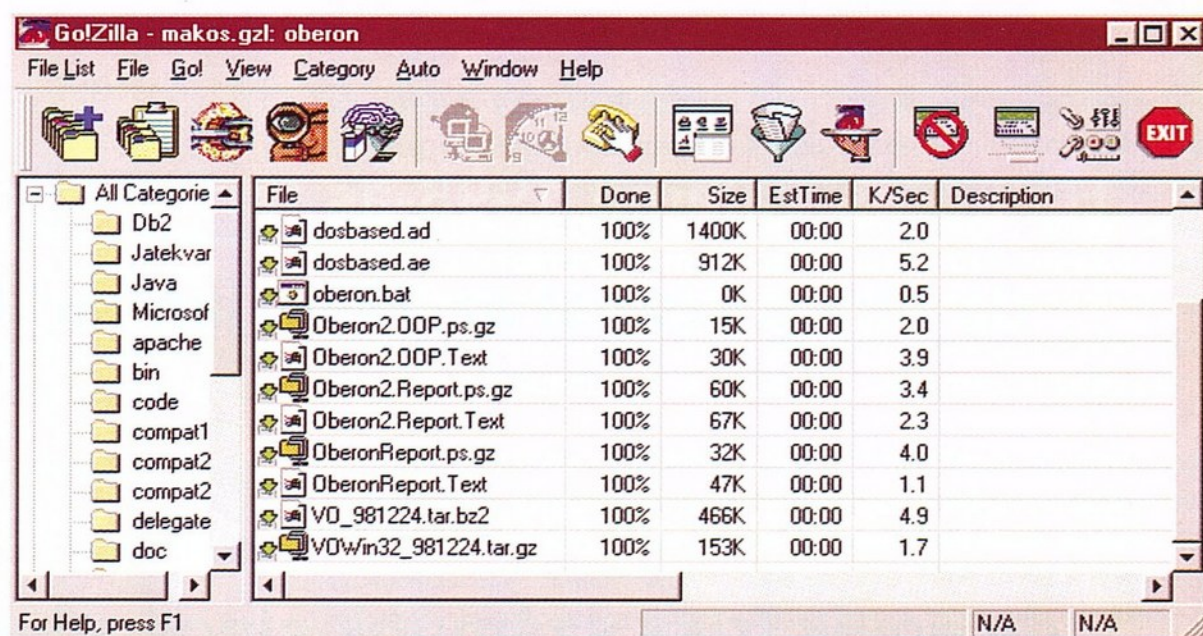 Go!Zilla - makos.gzl: oberon
File List File Go! View Category Auto Window Help
EXIT
All Categorie
Db2
Jatekvar
Java
Microsof
apache
bin
code
compat1
compat2
compat2
delegate
doc
File Done Size EstTime K/Sec Description
dosbased.ad 100% 1400K 00:00 2.0
dosbased.ae 100% 912K 00:00 5.2
oberon.bat 100% 0K 00:00 0.5
Oberon2.OOP.ps.gz 100% 15K 00:00 2.0
Oberon2.OOP.Text 100% 30K 00:00 3.9
Oberon2.Report.ps.gz 100% 60K 00:00 3.4
Oberon2.Report.Text 100% 67K 00:00 2.3
OberonReport.ps.gz 100% 32K 00:00 4.0
OberonReport.Text 100% 47K 00:00 1.1
VO_981224.tar.bz2 100% 466K 00:00 4.9
VOWin32_981224.tar.gz 100% 153K 00:00 1.7
For Help, press F1 N/A N/A